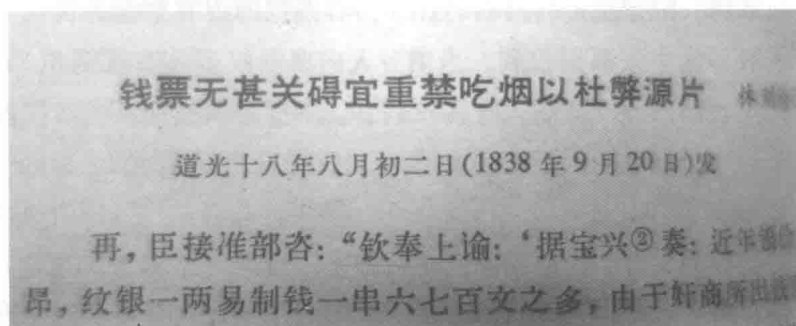 钱票无甚关碍宜重禁吃烟以杜弊源片
道光十八年八月初二日(1838年9月20日)发
再,臣接准部咨:“钦奉上谕:‘据宝兴②奏:近年银价
昂,纹银一两易制钱一串六七百文之多,由于奸商所出